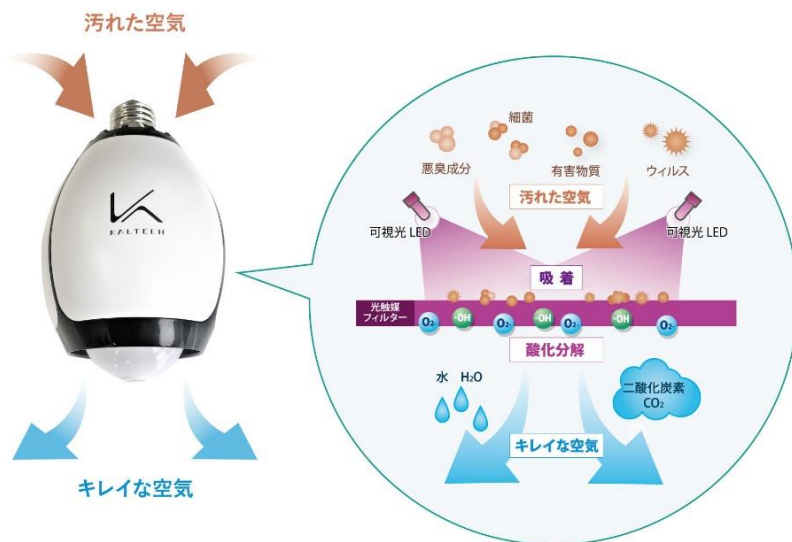 汚れた空気
KALTECH
キレイな空気
細菌
悪臭成分
有害物質
ウィルス
汚れた空気
可視光 LED
可視光 LED
吸着
光触媒
フィルター
O₂-
·OH
O₂-
·OH
O₂-
·OH
O₂-
酸化分解
水 H₂O
二酸化炭素
CO₂
キレイな空気